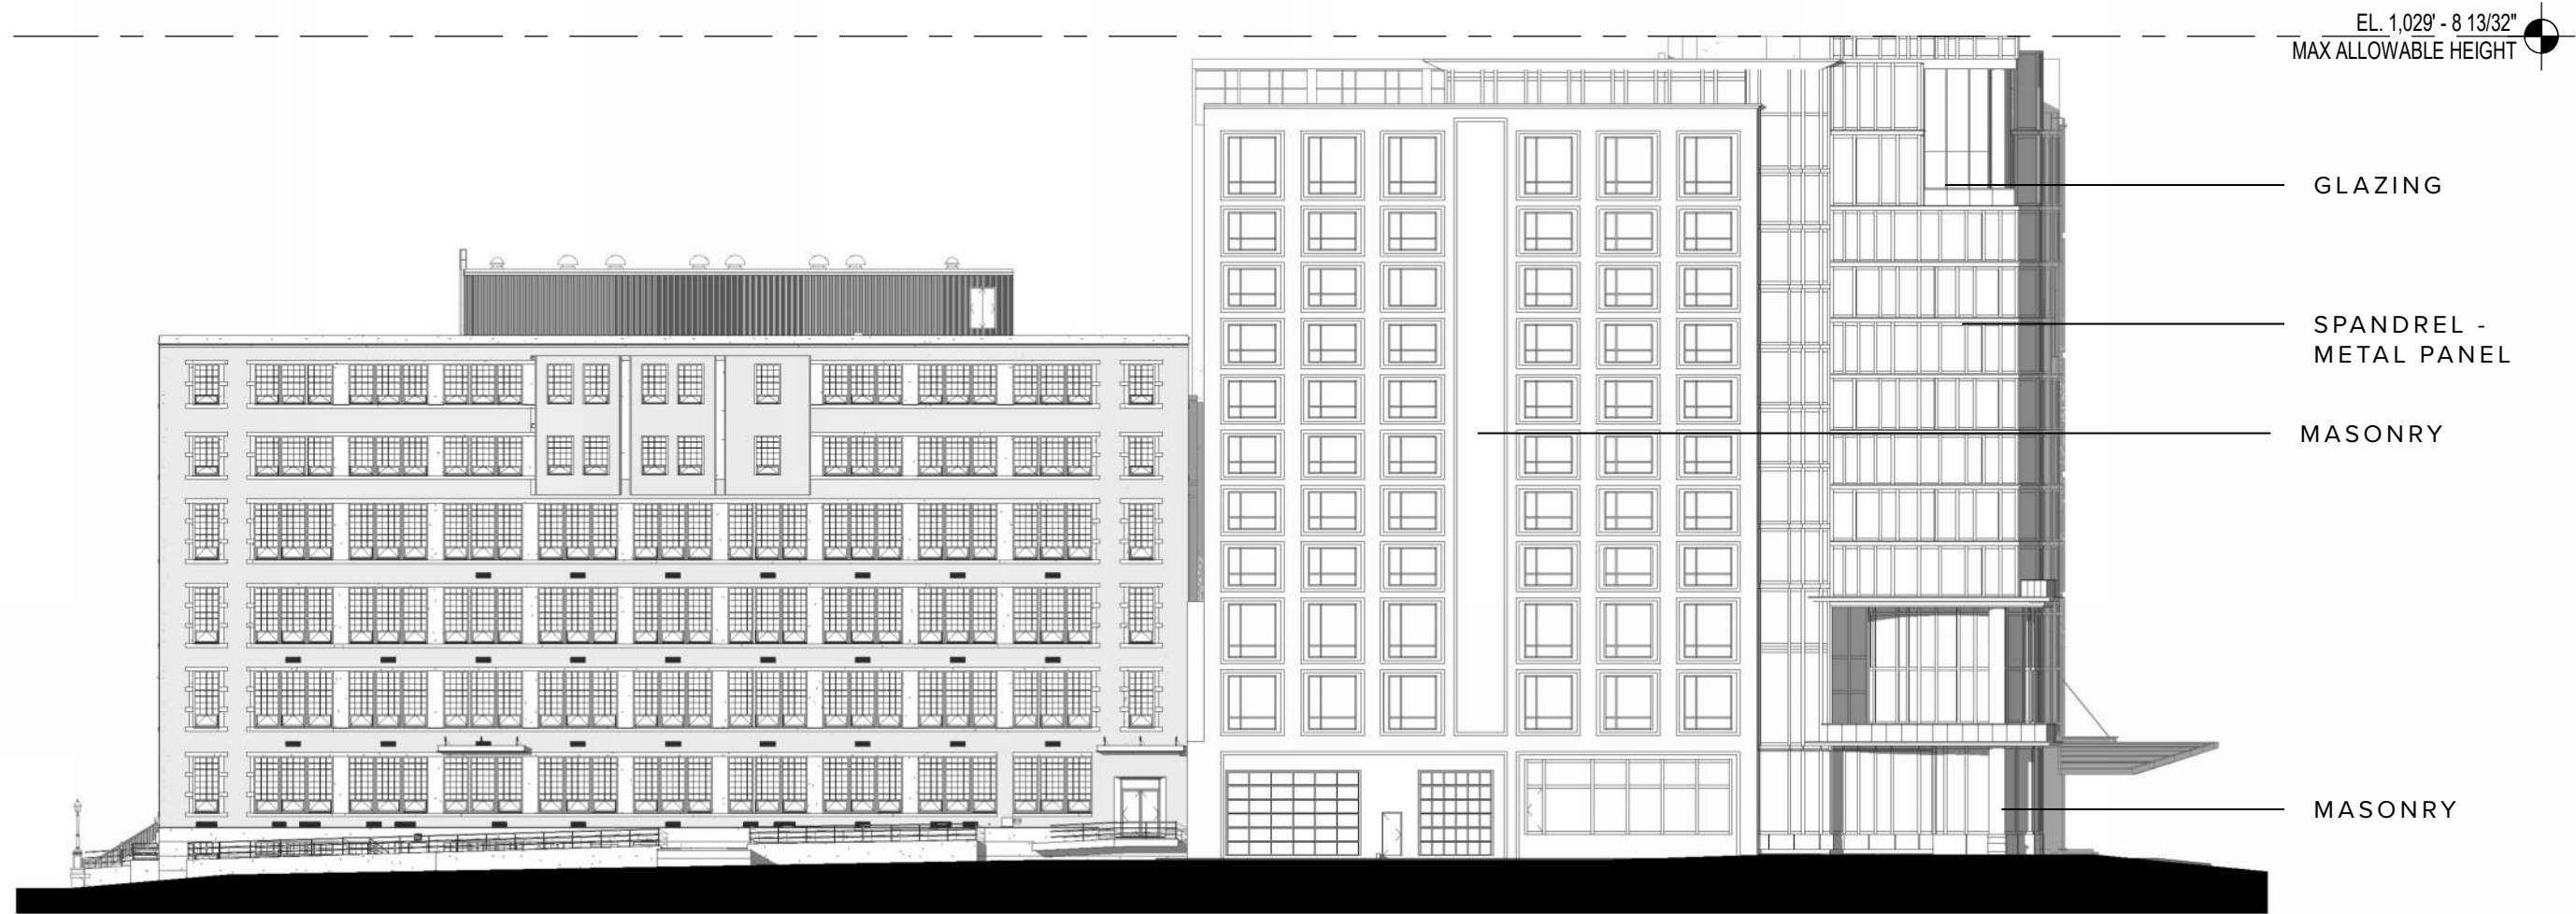 EL. 1,029' - 8 13/32"
MAX ALLOWABLE HEIGHT
GLAZING
SPANDREL -
METAL PANEL
MASONRY
MASONRY